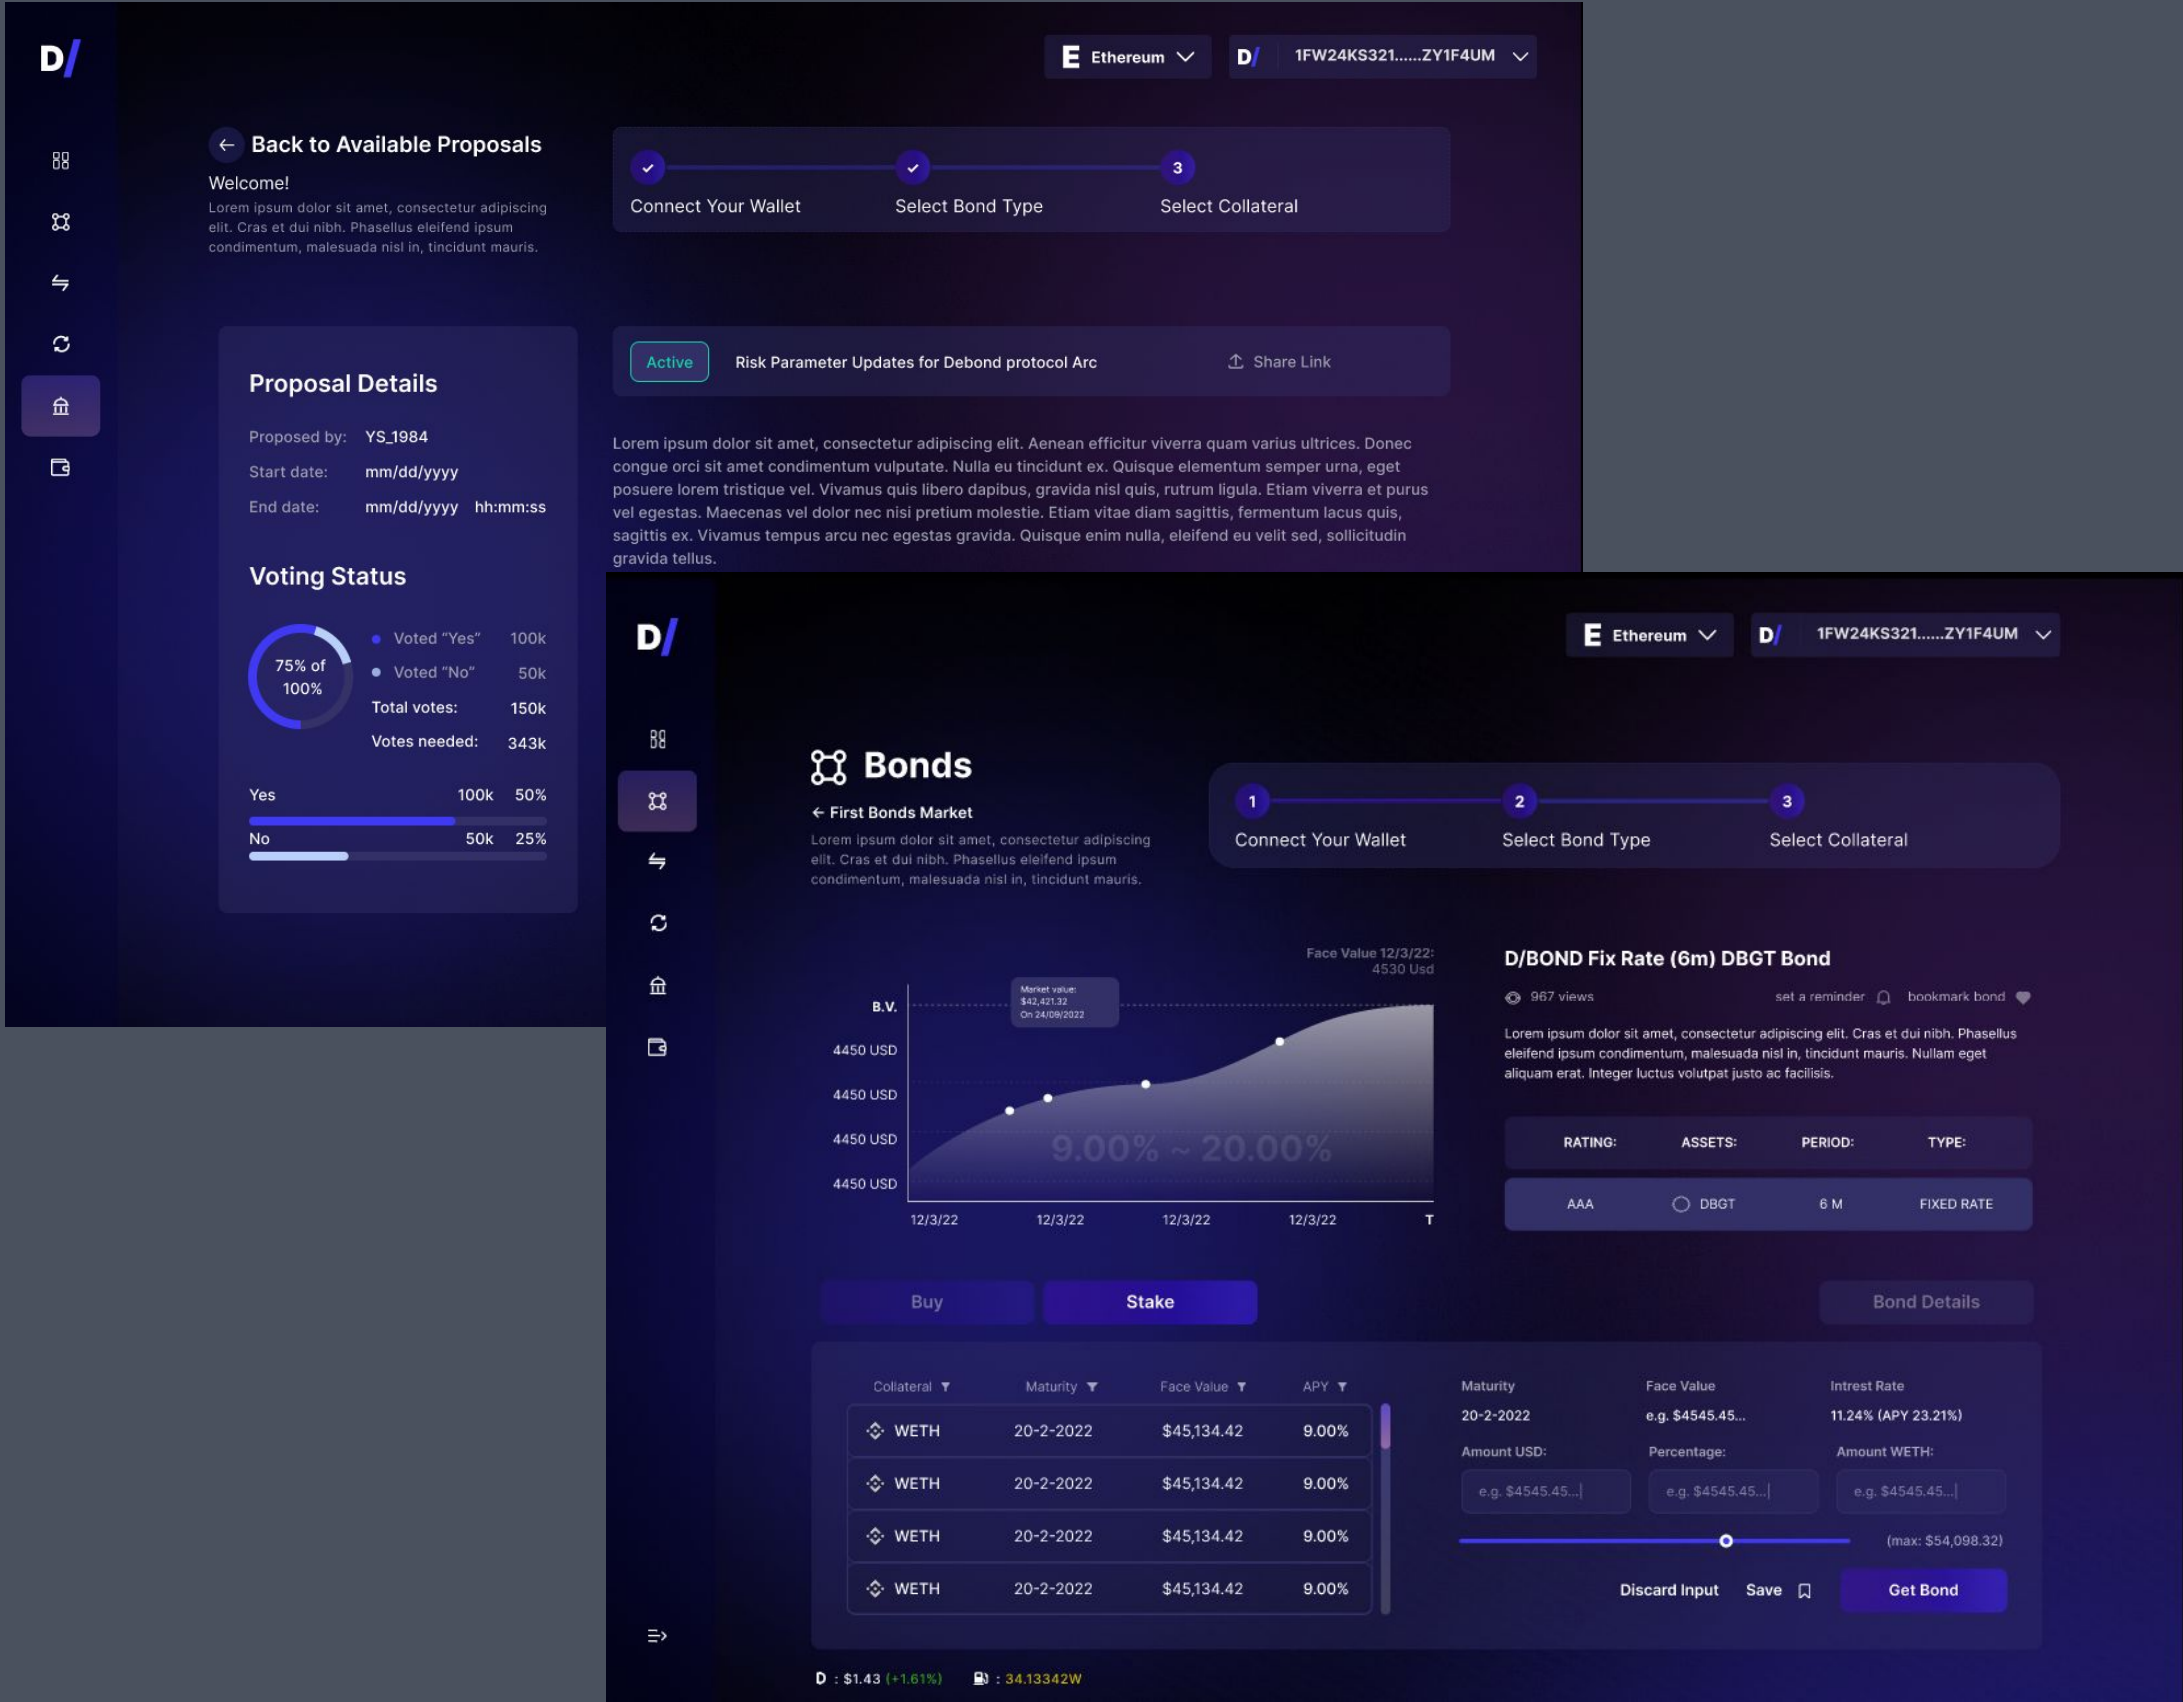 D/
E Ethereum
D/ 1FW24KS321......ZY1F4UM
Back to Available Proposals
Welcome!
Lorem ipsum dolor sit amet, consectetur adipiscing
elit. Cras et dui nibh. Phasellus eleifend ipsum
condimentum, malesuada nisl in, tincidunt mauris.
3
Connect Your Wallet Select Bond Type Select Collateral
Proposal Details
Proposed by: YS_1984
Start date: mm/dd/yyyy
End date: mm/dd/yyyy hh:mm:ss
Voting Status
75% of
100%
Voted “Yes” 100k
Voted “No” 50k
Total votes: 150k
Votes needed: 343k
Yes 100k 50%
No 50k 25%
Active Risk Parameter Updates for Debond protocol Arc Share Link
Lorem ipsum dolor sit amet, consectetur adipiscing elit. Aenean efficitur viverra quam varius ultrices. Donec
congue orci sit amet condimentum vulputate. Nulla eu tincidunt ex. Quisque elementum semper urna, eget
posuere lorem tristique vel. Vivamus quis libero dapibus, gravida nisl quis, rutrum ligula. Etiam viverra et purus
vel egestas. Maecenas vel dolor nec nisi pretium molestie. Etiam vitae diam sagittis, fermentum lacus quis,
sagittis ex. Vivamus tempus arcu nec egestas gravida. Quisque enim nulla, eleifend eu velit sed, sollicitudin
gravida tellus.
D/
E Ethereum
D/ 1FW24KS321......ZY1F4UM
Bonds
First Bonds Market
Lorem ipsum dolor sit amet, consectetur adipiscing
elit. Cras et dui nibh. Phasellus eleifend ipsum
condimentum, malesuada nisl in, tincidunt mauris.
1 2 3
Connect Your Wallet Select Bond Type Select Collateral
Face Value 12/3/22:
4530 Usd
Market value:
$42,421.32
On 24/09/2022
B.V.
4450 USD
4450 USD
4450 USD
4450 USD
9.00% ~ 20.00%
12/3/22 12/3/22 12/3/22 12/3/22 T
D/BOND Fix Rate (6m) DBGT Bond
967 views set a reminder bookmark bond
Lorem ipsum dolor sit amet, consectetur adipiscing elit. Cras et dui nibh. Phasellus
eleifend ipsum condimentum, malesuada nisl in, tincidunt mauris. Nullam eget
aliquam erat. Integer luctus volutpat justo ac facilisis.
RATING: ASSETS: PERIOD: TYPE:
AAA DBGT 6 M FIXED RATE
Buy Stake Bond Details
Collateral Maturity Face Value APY
WETH 20-2-2022 $45,134.42 9.00%
WETH 20-2-2022 $45,134.42 9.00%
WETH 20-2-2022 $45,134.42 9.00%
WETH 20-2-2022 $45,134.42 9.00%
Maturity Face Value Intrest Rate
20-2-2022 e.g. $4545.45... 11.24% (APY 23.21%)
Amount USD: Percentage: Amount WETH:
e.g. $4545.45...| e.g. $4545.45...| e.g. $4545.45...|
(max: $54,098.32)
Discard Input Save Get Bond
D : $1.43 (+1.61%) : 34.13342W